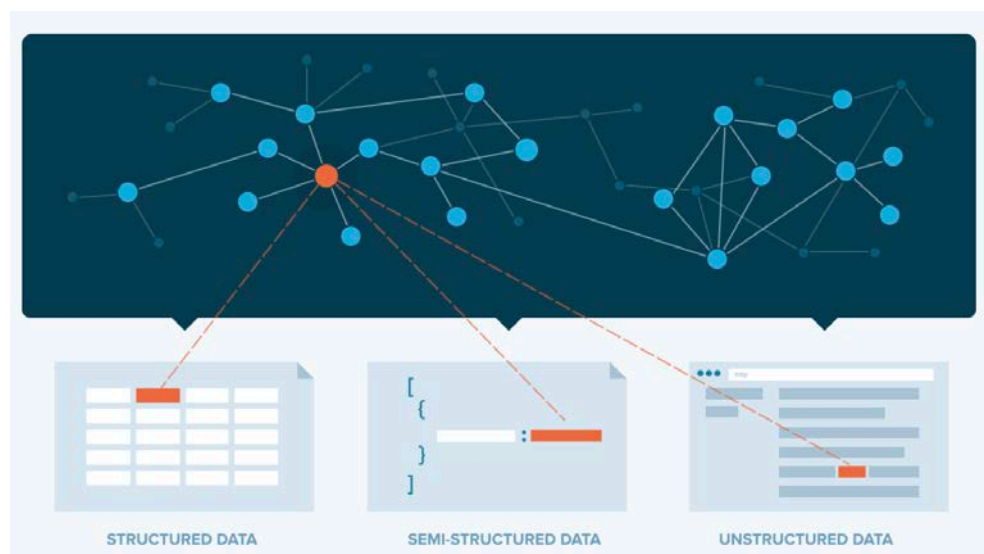 [
{
:
}
]
STRUCTURED DATA
SEMI-STRUCTURED DATA
UNSTRUCTURED DATA